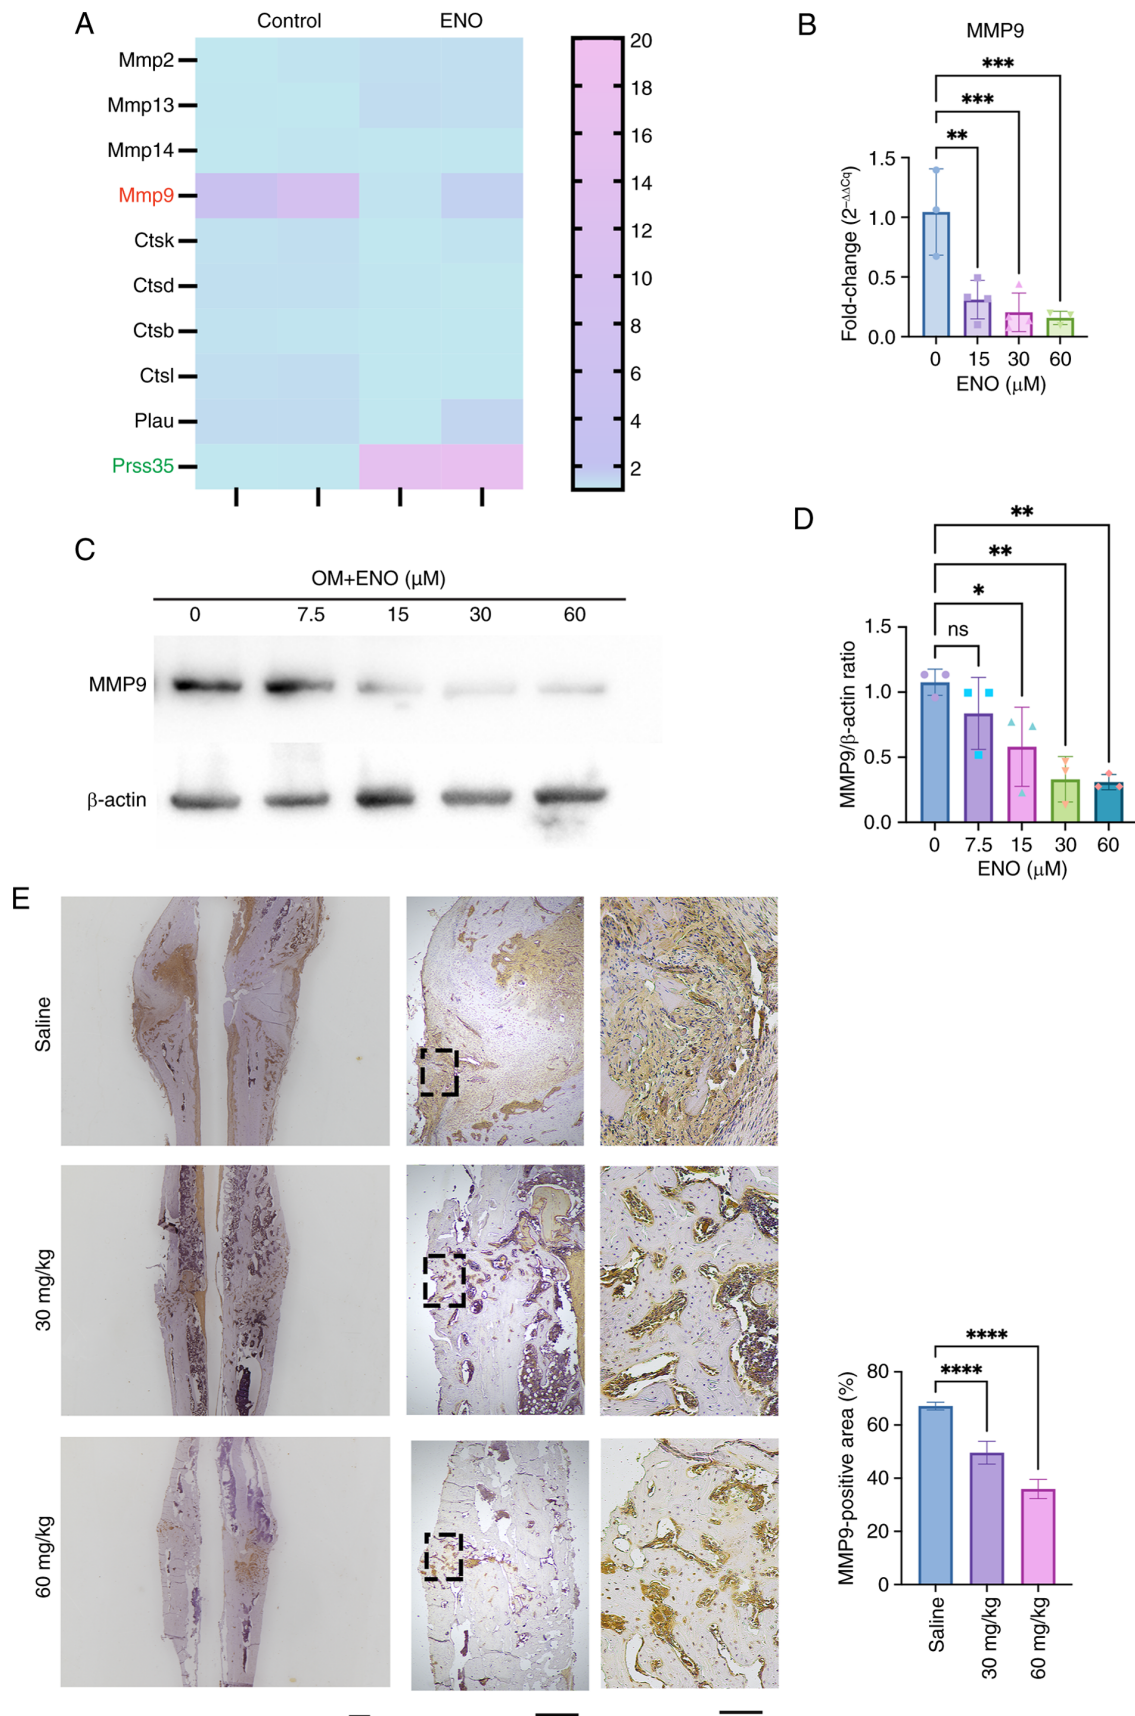 A
Control ENO
Mmp2
Mmp13
Mmp14
Mmp9
Ctsk
Ctsd
Ctsb
Ctsl
Plau
Prss35
20
18
16
14
12
10
8
6
4
2
B
MMP9
***
***
**
Fold-change (2^−ΔΔCq)
1.5
1.0
0.5
0.0
0 15 30 60
ENO (μM)
C
OM+ENO (μM)
0 7.5 15 30 60
MMP9
β-actin
D
**
**
*
ns
MMP9/β-actin ratio
1.5
1.0
0.5
0.0
0 7.5 15 30 60
ENO (μM)
E
Saline
30 mg/kg
60 mg/kg
****
****
MMP9-positive area (%)
80
60
40
20
0
Saline
30 mg/kg
60 mg/kg